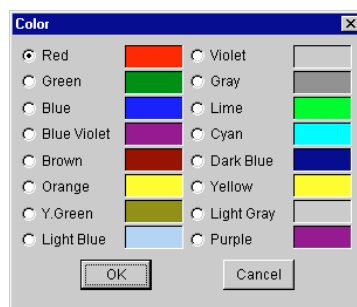 Color
Red Violet
Green Gray
Blue Lime
Blue Violet Cyan
Brown Dark Blue
Orange Yellow
Y.Green Light Gray
Light Blue Purple
OK Cancel